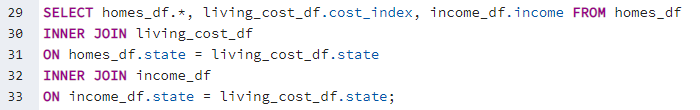 29 SELECT homes_df.*, living_cost_df.cost_index, income_df.income FROM homes_df
30 INNER JOIN living_cost_df
31 ON homes_df.state = living_cost_df.state
32 INNER JOIN income_df
33 ON income_df.state = living_cost_df.state;